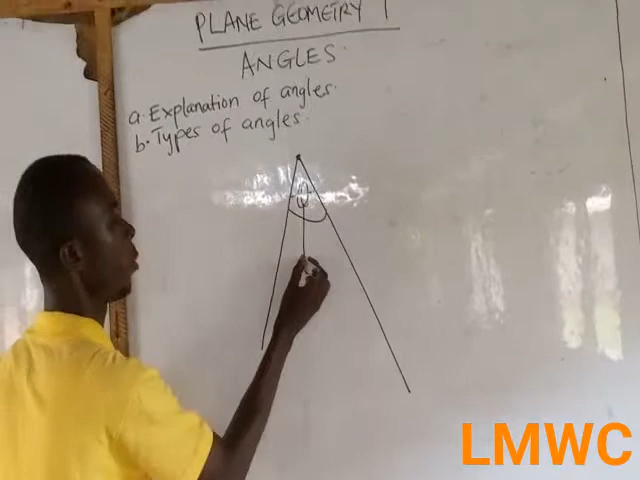 PLANE GEOMETRY 1
ANGLES
a. Explanation of angles.
b. Types of angles.
LMWC